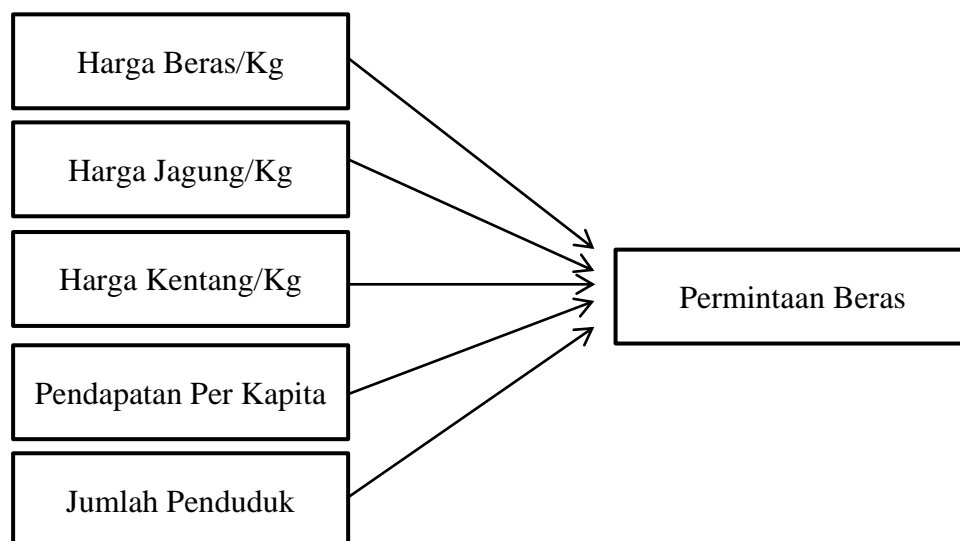 Harga Beras/Kg
Harga Jagung/Kg
Harga Kentang/Kg
Permintaan Beras
Pendapatan Per Kapita
Jumlah Penduduk